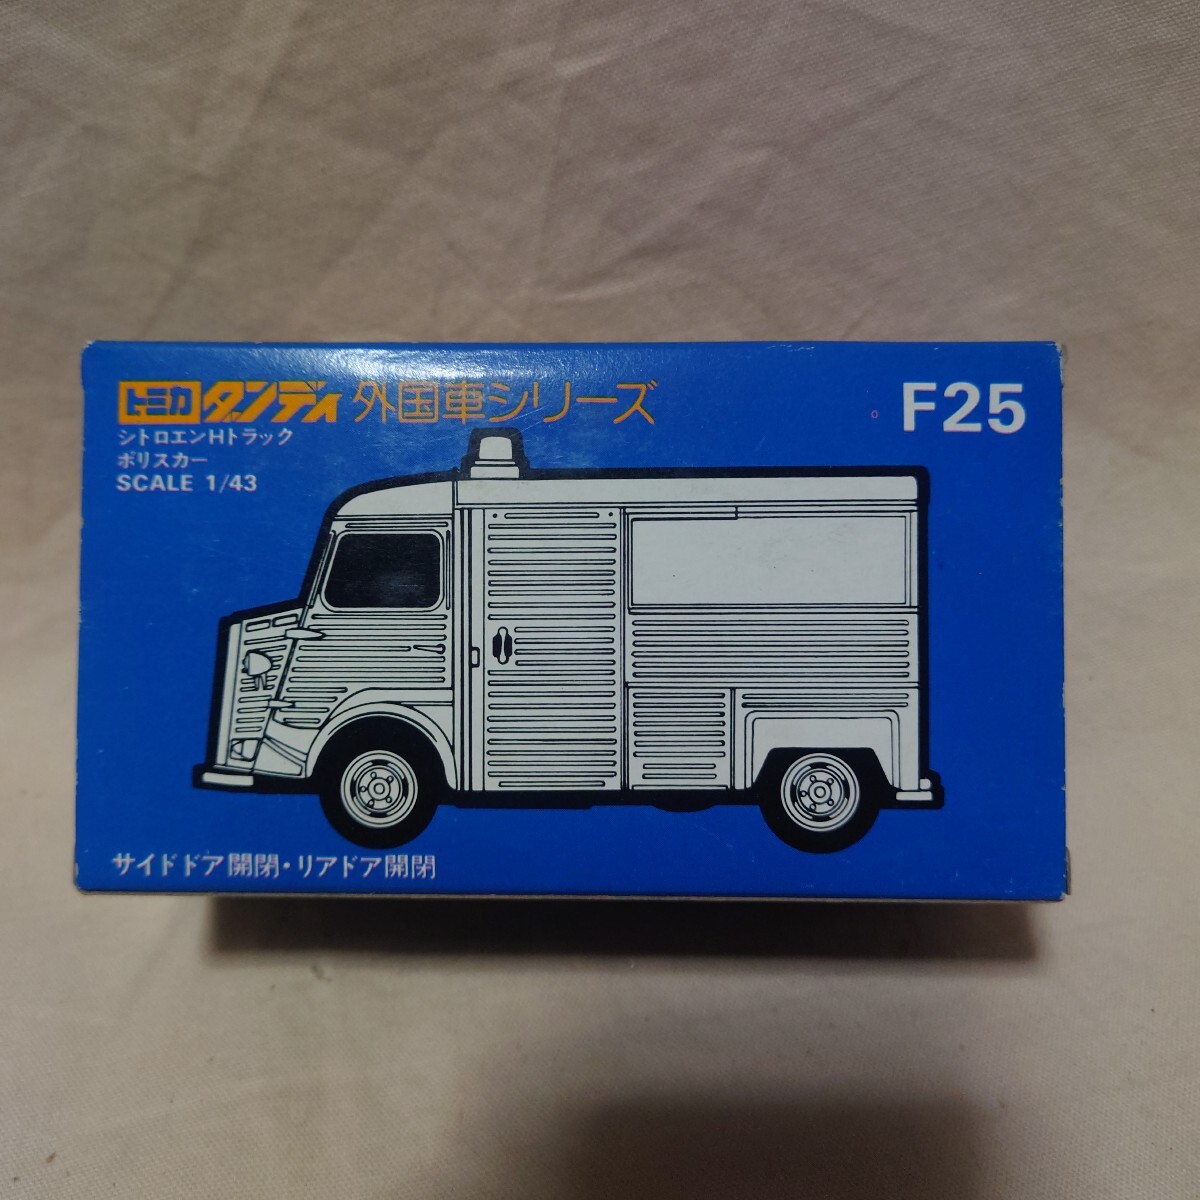 トミカ ダンディ 外国車シリーズ F25
シトロエンHトラック
ポリスカー
SCALE 1/43
サイドドア開閉・リアドア開閉